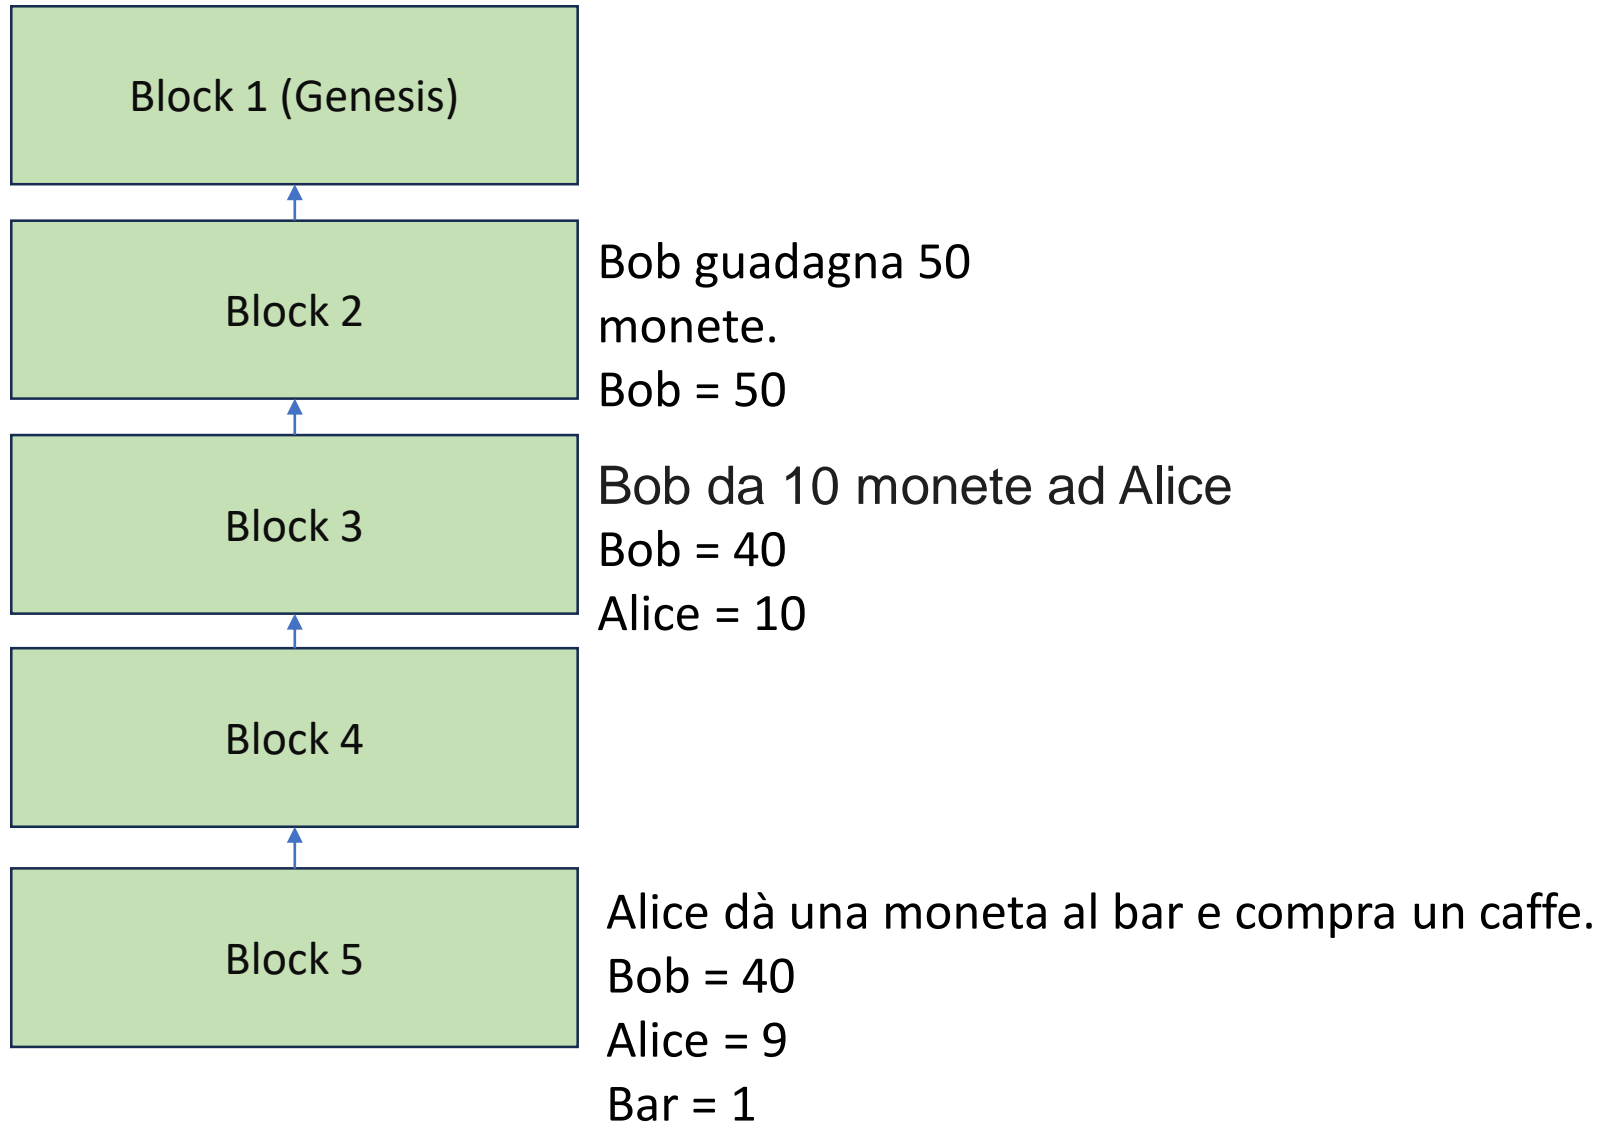 Block 1 (Genesis)
Block 2
Bob guadagna 50
monete.
Bob = 50
Block 3
Bob da 10 monete ad Alice
Bob = 40
Alice = 10
Block 4
Block 5
Alice dà una moneta al bar e compra un caffe.
Bob = 40
Alice = 9
Bar = 1